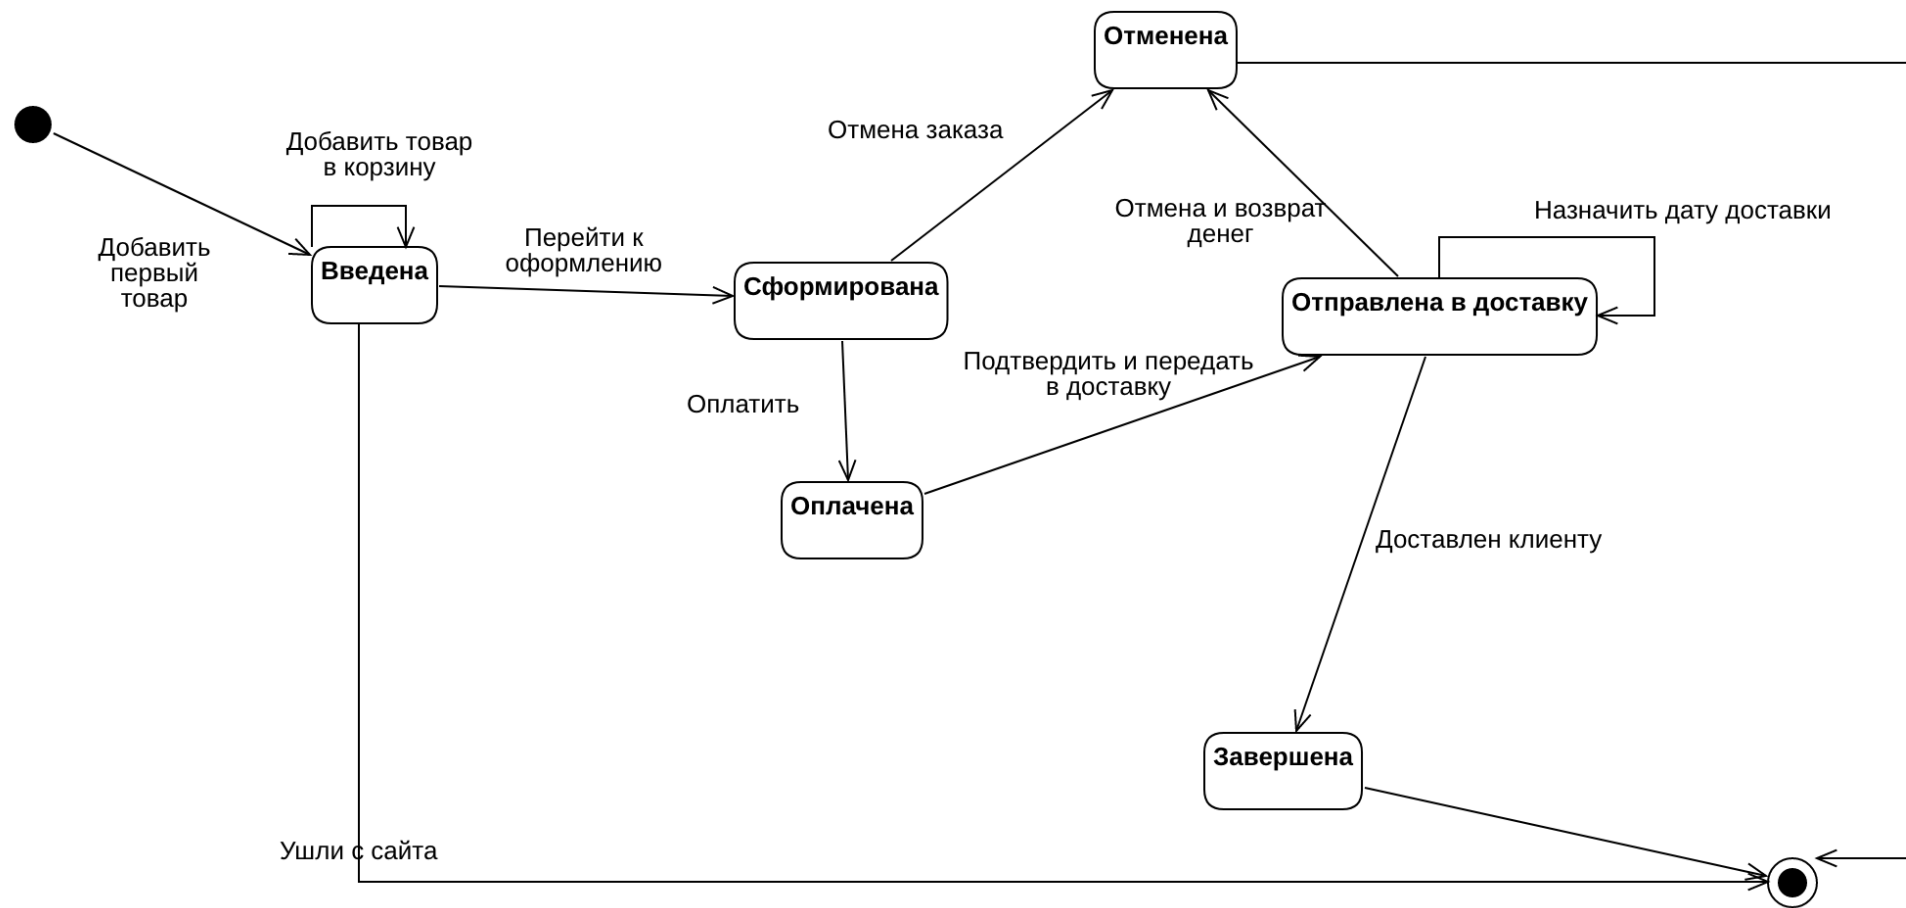 Отменена
Отмена заказа
Добавить товар
в корзину
Отмена и возврат
денег
Назначить дату доставки
Добавить
первый
товар
Введена
Перейти к
оформлению
Сформирована
Отправлена в доставку
Подтвердить и передать
в доставку
Оплатить
Оплачена
Доставлен клиенту
Завершена
Ушли с сайта